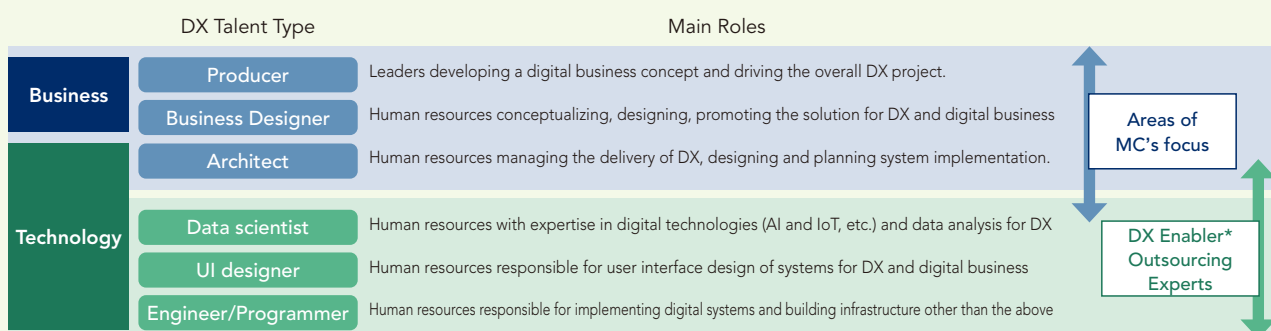 DX Talent Type
Main Roles
Business
Producer
Leaders developing a digital business concept and driving the overall DX project.
Business Designer
Human resources conceptualizing, designing, promoting the solution for DX and digital business
Technology
Architect
Human resources managing the delivery of DX, designing and planning system implementation.
Data scientist
Human resources with expertise in digital technologies (AI and IoT, etc.) and data analysis for DX
UI designer
Human resources responsible for user interface design of systems for DX and digital business
Engineer/Programmer
Human resources responsible for implementing digital systems and building infrastructure other than the above
Areas of
MC's focus
DX Enabler*
Outsourcing
Experts